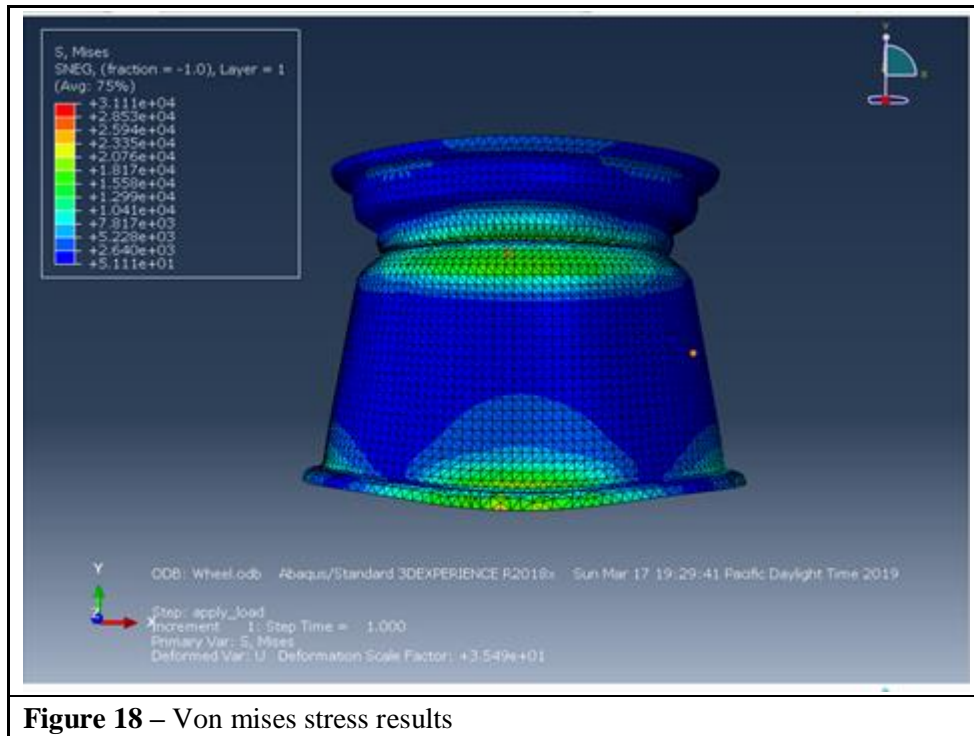 S, Mises
SNEG, (fraction = -1.0), Layer = 1
(Avg: 75%)
+3.111e+04
+2.853e+04
+2.594e+04
+2.335e+04
+2.076e+04
+1.817e+04
+1.558e+04
+1.299e+04
+1.041e+04
+7.817e+03
+5.228e+03
+2.640e+03
+5.111e+01
Y
ODB: Wheel.odb Abaqus/Standard 3DEXPERIENCE R2018x Sun Mar 17 19:29:41 Pacific Daylight Time 2019
Z X
Step: apply_load
Increment 1: Step Time = 1.000
Primary Var: S, Mises
Deformed Var: U Deformation Scale Factor: +3.549e+01
Figure 18 – Von mises stress results